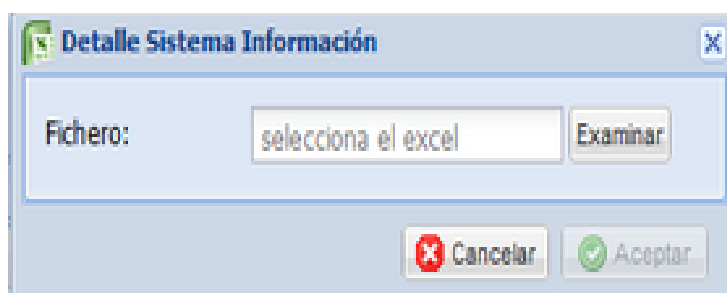 Detalle Sistema Información
Fichero: selecciona el excel Examinar
Cancelar Aceptar